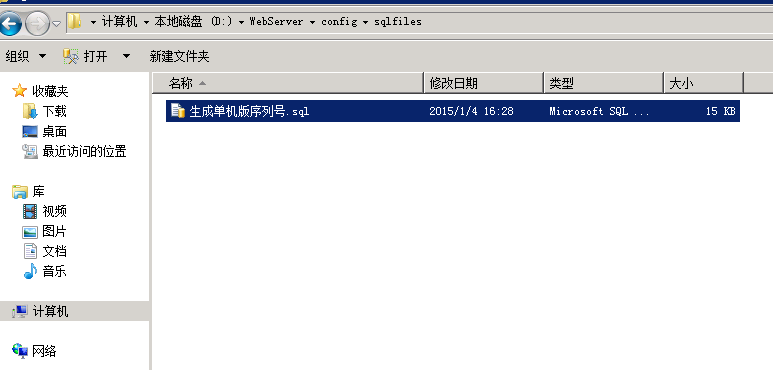 计算机 本地磁盘 (D:) WebServer config sqlfiles
组织 打开 新建文件夹
名称 修改日期 类型 大小
生成单机版序列号.sql 2015/1/4 16:28 Microsoft SQL ... 15 KB
收藏夹
下载
桌面
最近访问的位置
库
视频
图片
文档
音乐
计算机
网络